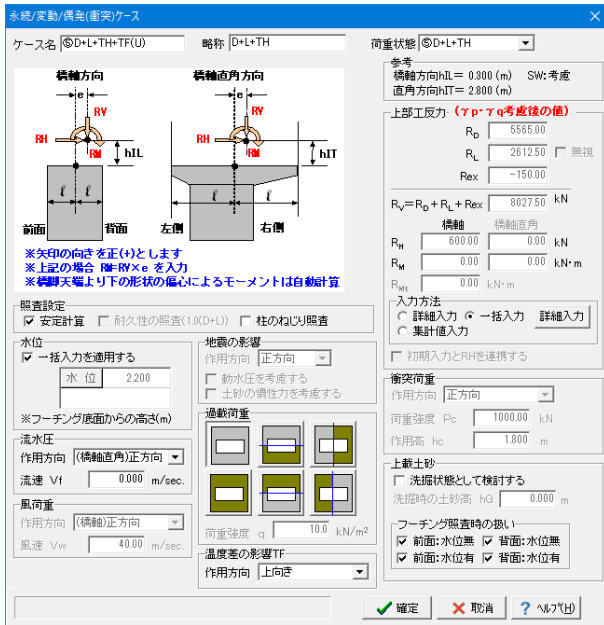 永続/変動/偶発(衝突)ケース
ケース名 ⑤D+L+TH+TF(U) 略称 D+L+TH 荷重状態 ⑤D+L+TH
参考
橋軸方向hIL= 0.300 (m) SW:考慮
直角方向hIT= 2.800 (m)
橋軸方向 橋軸直角方向
e RV RH RM hIL ℓ ℓ 前面 背面
e RV RH RM hIT ℓ ℓ 左側 右側
※矢印の向きを正(+)とします
※上記の場合 RM=RV×e を入力
※橋脚天端より下の形状の偏心によるモーメントは自動計算
上部工反力 (γp・γq考慮後の値)
RD 5565.00
RL 2612.50 無視
Rex -150.00
RV=RD+RL+Rex 8027.50 kN
橋軸 橋軸直角
RH 600.00 0.00 kN
RM 0.00 0.00 kN・m
RMt 0.00 kN・m
入力方法
詳細入力 一括入力 詳細入力
集計値入力
初期入力とRHを連携する
照査設定
安定計算 耐久性の照査(1.0(D+L)) 柱のねじり照査
水位
一括入力を適用する
水 位 2.200
※フーチング底面からの高さ(m)
流水圧
作用方向 (橋軸直角)正方向
流速 Vf 0.000 m/sec.
風荷重
作用方向 (橋軸)正方向
風速 Vw 40.00 m/sec.
地震の影響
作用方向 正方向
動水圧を考慮する
土砂の慣性力を考慮する
過載荷重
荷重強度 q 10.0 kN/m²
温度差の影響TF
作用方向 上向き
衝突荷重
作用方向 正方向
荷重強度 Pc 1000.00 kN
作用高 hc 1.800 m
上載土砂
洗掘状態として検討する
洗掘時の土砂高 hG 0.000 m
フーチング照査時の扱い
前面:水位無 背面:水位無
前面:水位有 背面:水位有
確定 取消 ? ヘルプ(H)